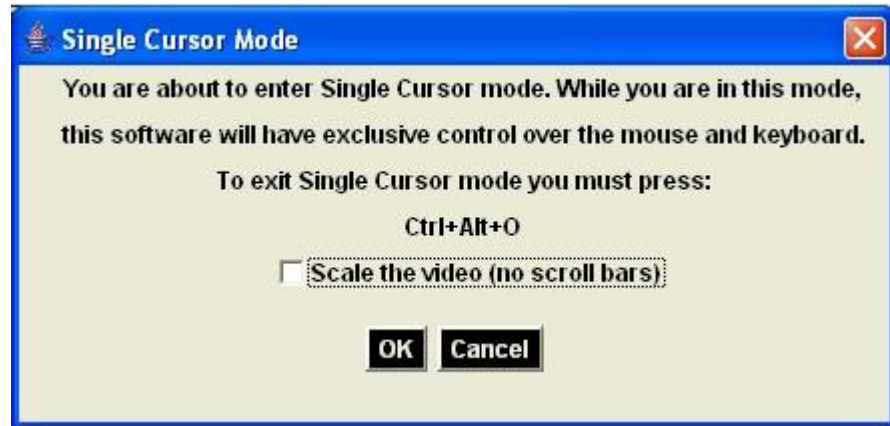 Single Cursor Mode
You are about to enter Single Cursor mode. While you are in this mode,
this software will have exclusive control over the mouse and keyboard.
To exit Single Cursor mode you must press:
Ctrl+Alt+O
Scale the video (no scroll bars)
OK Cancel